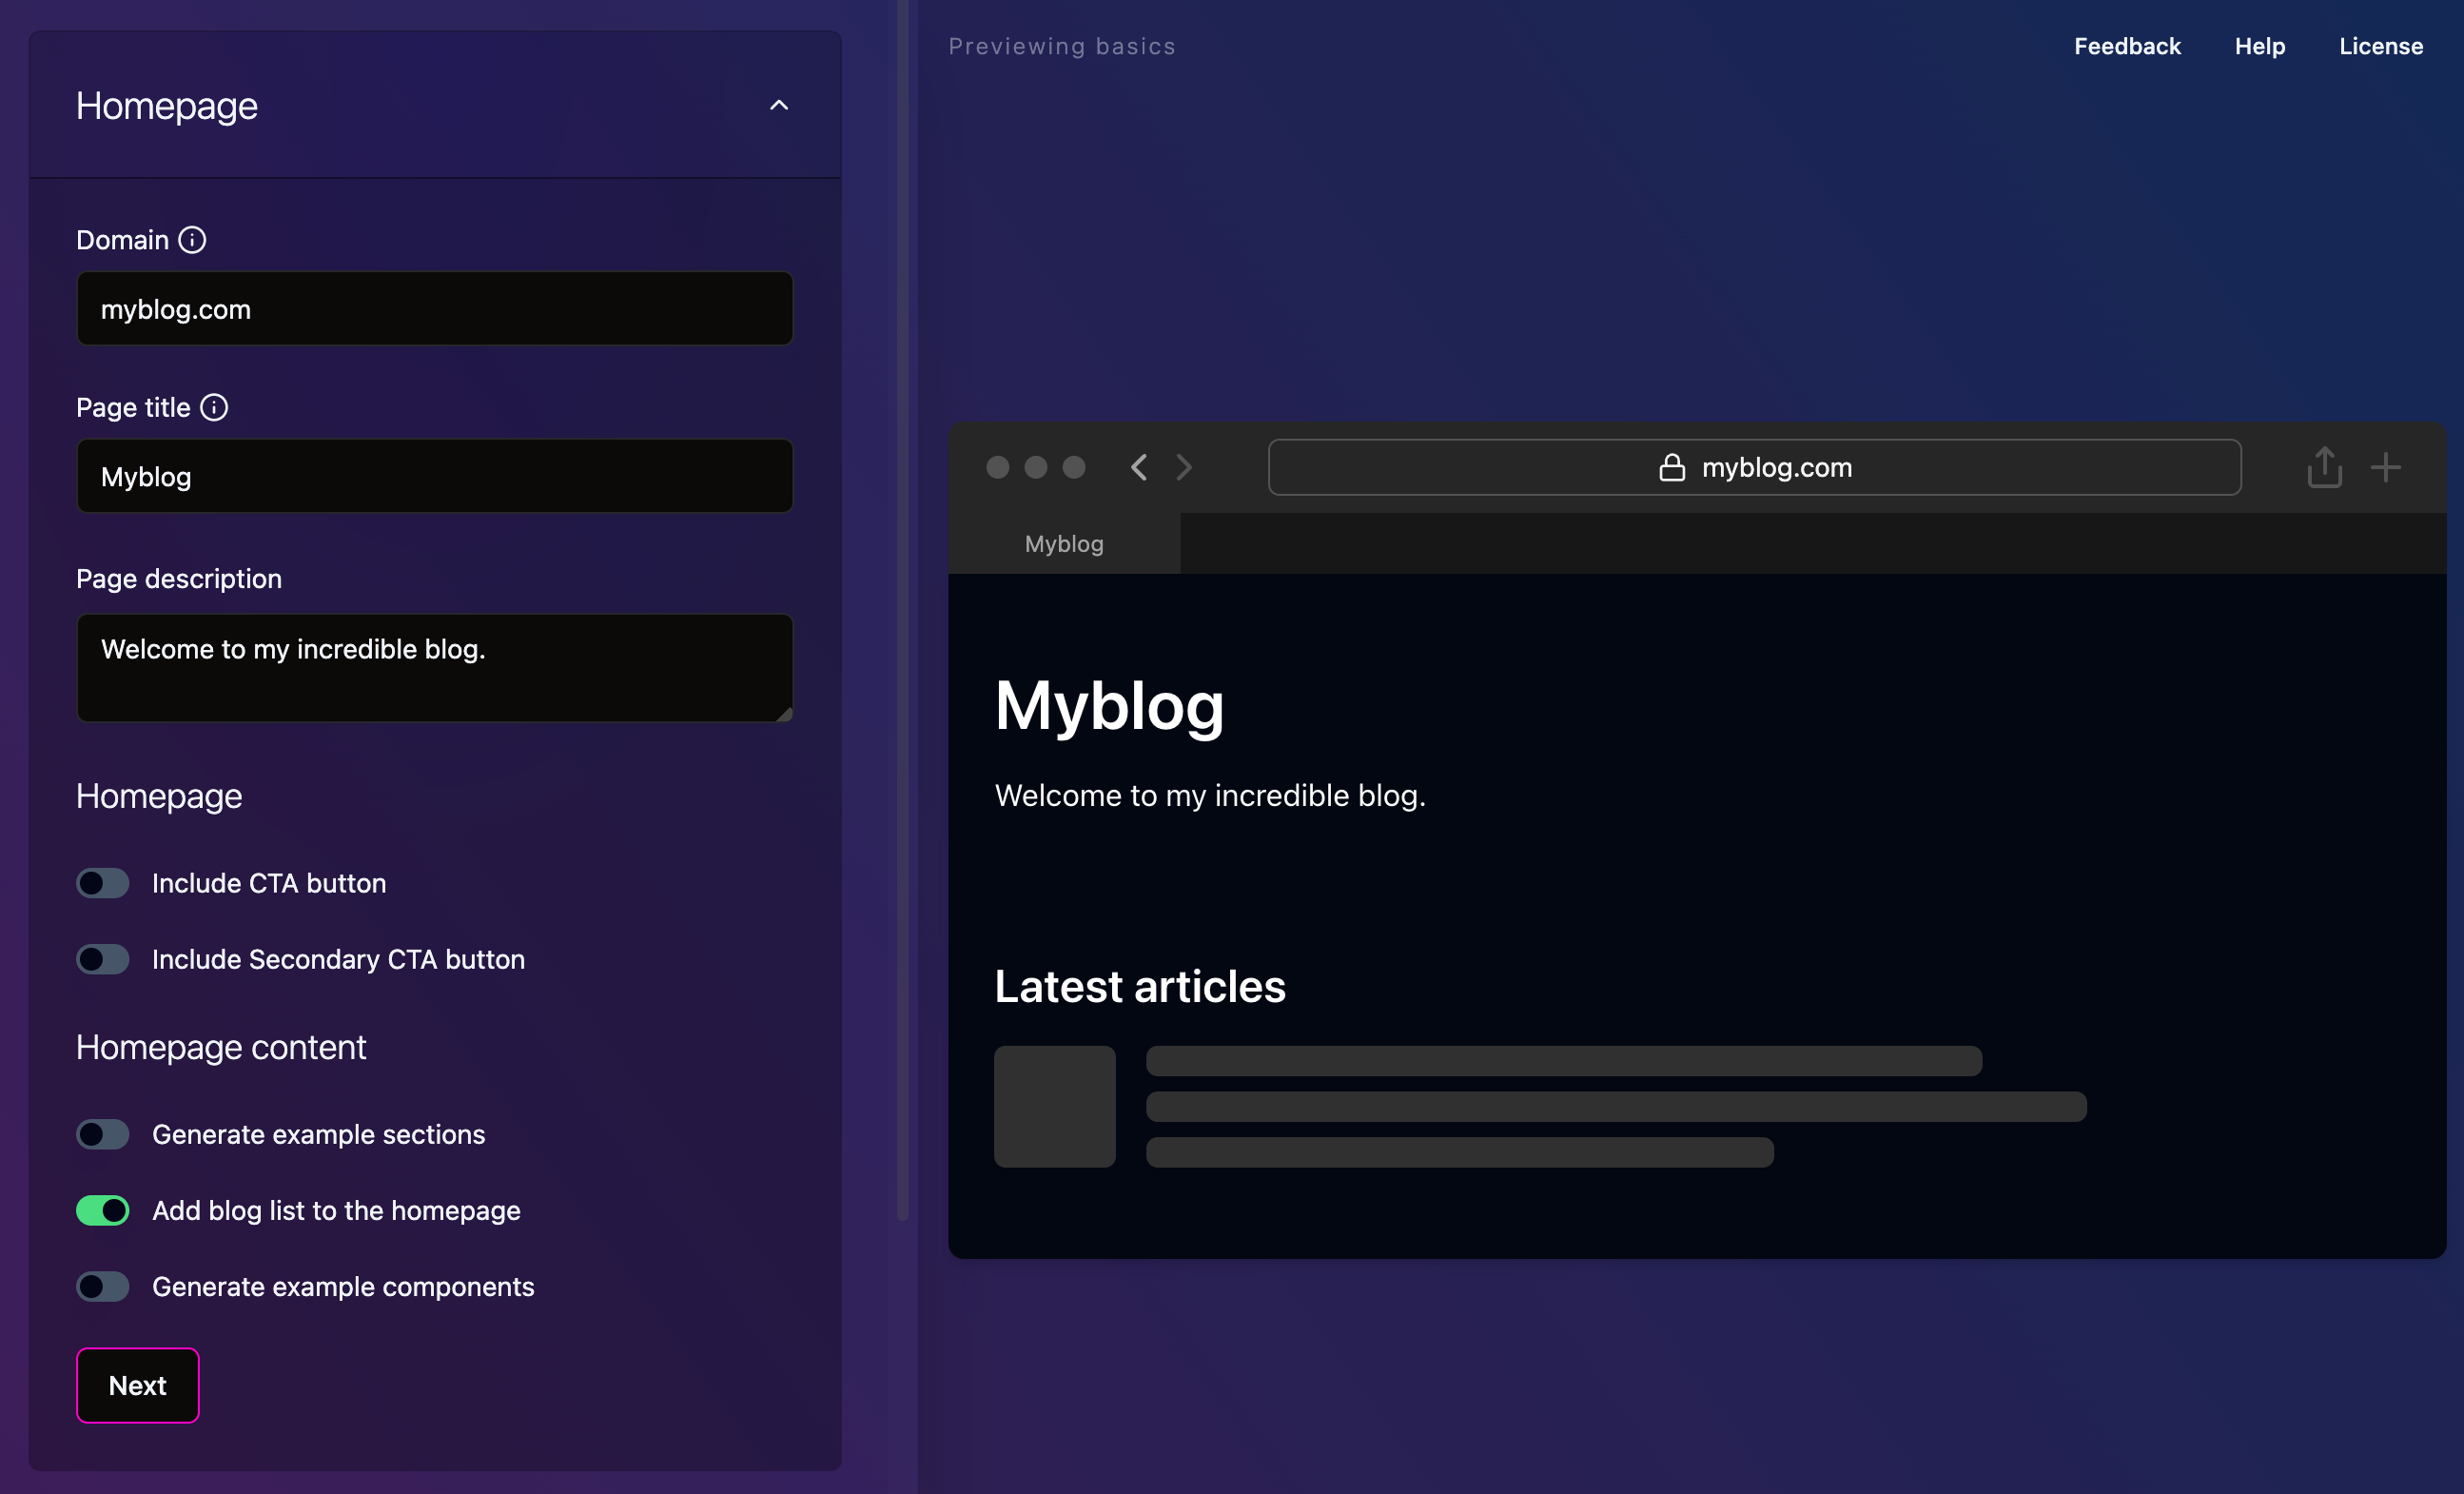 Homepage
Domain
myblog.com
Page title
Myblog
Page description
Welcome to my incredible blog.
Homepage
Include CTA button
Include Secondary CTA button
Homepage content
Generate example sections
Add blog list to the homepage
Generate example components
Next
Previewing basics
Feedback Help License
myblog.com
Myblog
Myblog
Welcome to my incredible blog.
Latest articles